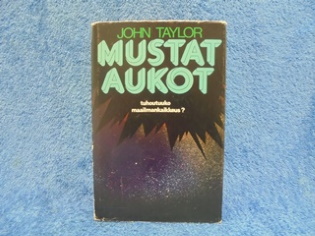 JOHN TAYLOR
MUSTAT
AUKOT
tuhoutuuko
maailmankaikkeus?